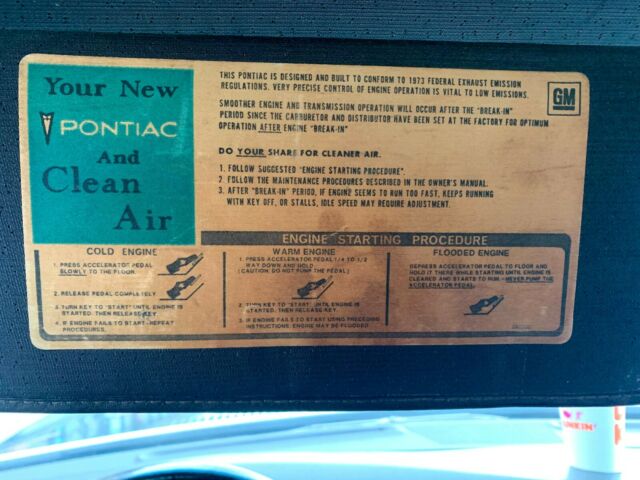 Your New
PONTIAC
And
Clean
Air
THIS PONTIAC IS DESIGNED AND BUILT TO CONFORM TO 1973 FEDERAL EXHAUST EMISSION
REGULATIONS. VERY PRECISE CONTROL OF ENGINE OPERATION IS VITAL TO LOW EMISSIONS.
SMOOTHER ENGINE AND TRANSMISSION OPERATION WILL OCCUR AFTER THE "BREAK-IN"
PERIOD SINCE THE CARBURETOR AND DISTRIBUTOR HAVE BEEN SET AT THE FACTORY FOR OPTIMUM
OPERATION AFTER ENGINE "BREAK-IN"
GM
DO YOUR SHARE FOR CLEANER AIR.
1. FOLLOW SUGGESTED "ENGINE STARTING PROCEDURE".
2. FOLLOW THE MAINTENANCE PROCEDURES DESCRIBED IN THE OWNER'S MANUAL.
3. AFTER "BREAK-IN" PERIOD, IF ENGINE SEEMS TO RUN TOO FAST, KEEPS RUNNING
WITH KEY OFF, OR STALLS, IDLE SPEED MAY REQUIRE ADJUSTMENT.
ENGINE STARTING PROCEDURE
COLD ENGINE
1. PRESS ACCELERATOR PEDAL
SLOWLY TO THE FLOOR.
2. RELEASE PEDAL COMPLETELY.
3. TURN KEY TO "START" UNTIL ENGINE IS
STARTED. THEN RELEASE KEY.
4. IF ENGINE FAILS TO START-REPEAT
PROCEDURES.
WARM ENGINE
1. PRESS ACCELERATOR PEDAL 1/4 TO 1/2
WAY DOWN AND HOLD
(CAUTION: DO NOT PUMP THE PEDAL)
2. TURN KEY TO "START" UNTIL ENGINE IS
STARTED, THEN RELEASE KEY.
3. IF ENGINE FAILS TO START USING PRECEDING
INSTRUCTIONS, ENGINE MAY BE FLOODED
FLOODED ENGINE
DEPRESS ACCELERATOR PEDAL TO FLOOR AND
HOLD IT THERE WHILE STARTING UNTIL ENGINE IS
CLEARED AND STARTS TO RUN-NEVER PUMP THE
ACCELERATOR PEDAL.